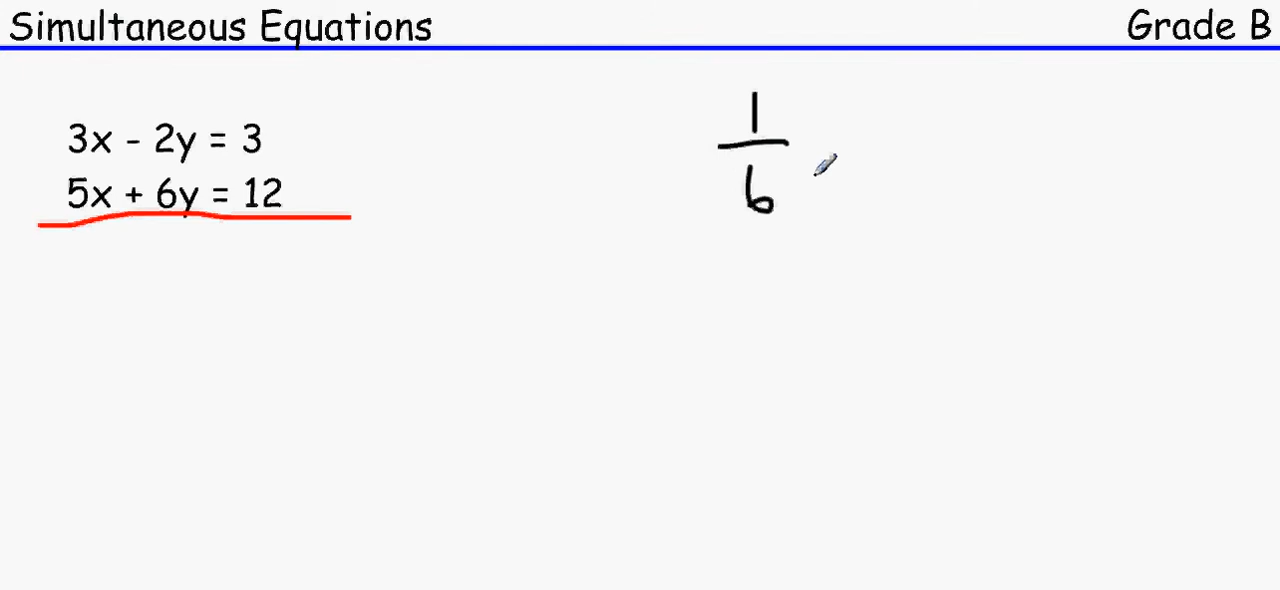 Simultaneous Equations
Grade B
3x - 2y = 3
5x + 6y = 12
1
6